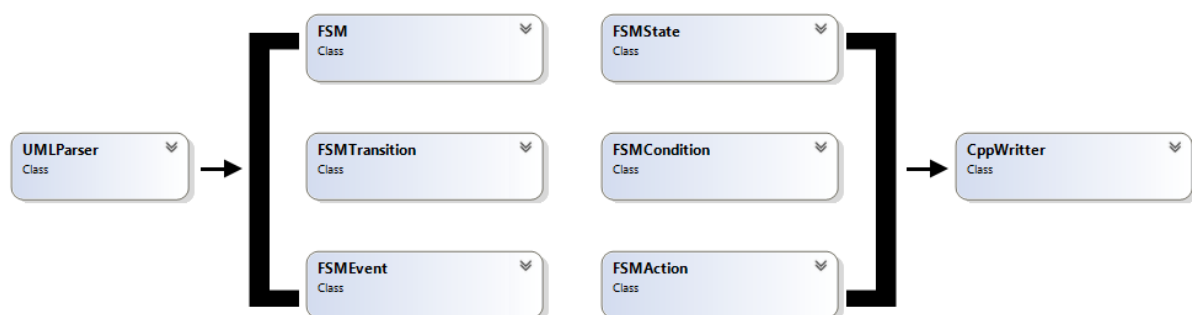 FSM
Class
FSMState
Class
UMLParser
Class
FSMTransition
Class
FSMCondition
Class
CppWritter
Class
FSMEvent
Class
FSMAction
Class